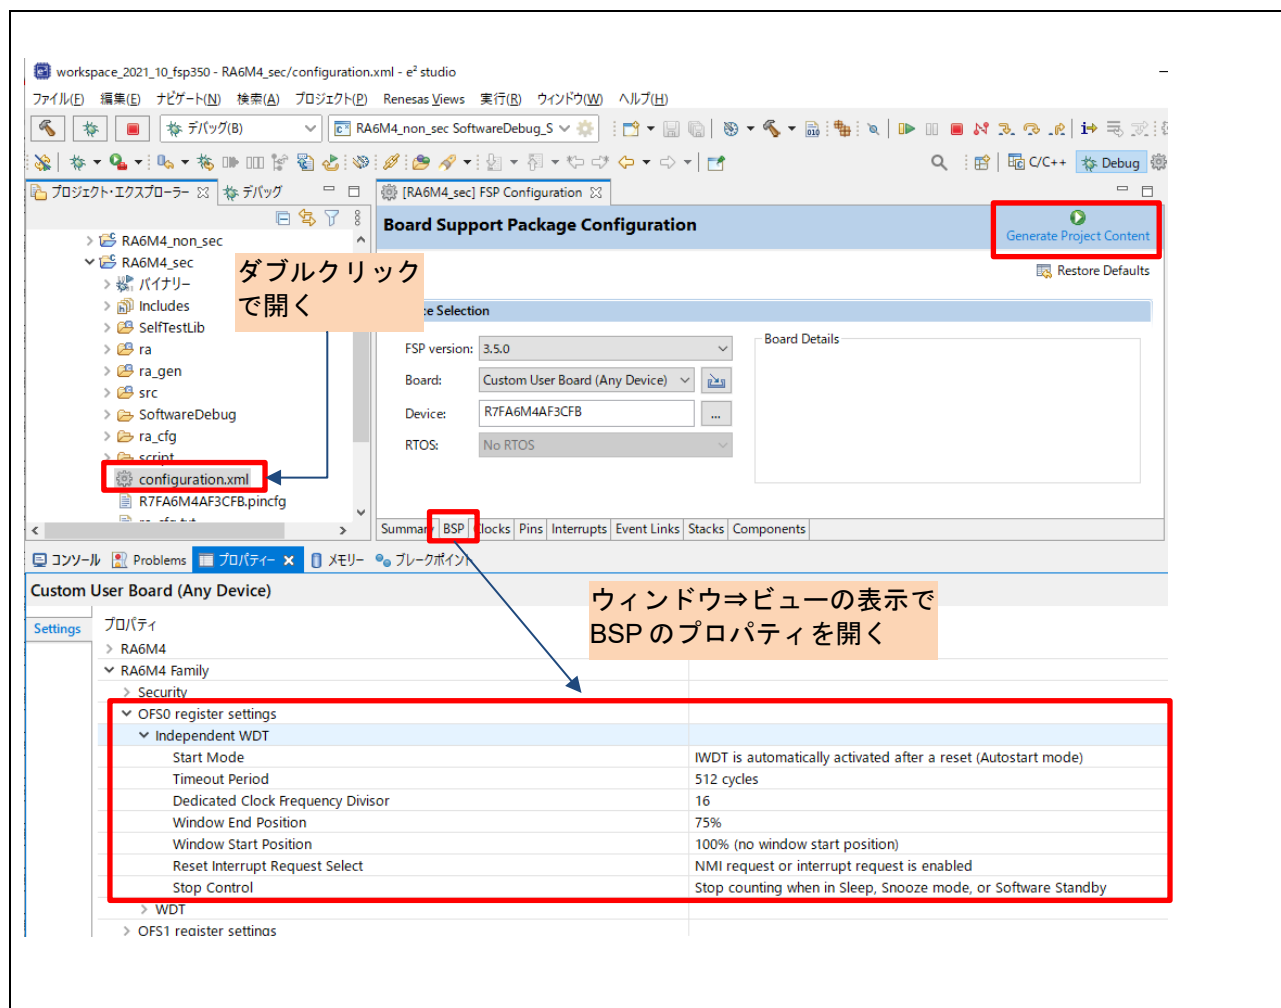 workspace_2021_10_fsp350 - RA6M4_sec/configuration.xml - e² studio
ファイル(F) 編集(E) ナビゲート(N) 検索(A) プロジェクト(P) Renesas Views 実行(R) ウィンドウ(W) ヘルプ(H)
デバッグ(B) RA6M4_non_sec SoftwareDebug_S
C/C++ Debug
プロジェクト・エクスプローラー デバッグ [RA6M4_sec] FSP Configuration
Board Support Package Configuration
Generate Project Content
Restore Defaults
RA6M4_non_sec
RA6M4_sec
バイナリー
Includes
SelfTestLib
ra
ra_gen
src
SoftwareDebug
ra_cfg
script
configuration.xml
R7FA6M4AF3CFB.pincfg
ダブルクリック
で開く
e Selection
FSP version: 3.5.0
Board: Custom User Board (Any Device)
Device: R7FA6M4AF3CFB ...
RTOS: No RTOS
Board Details
Summary BSP Clocks Pins Interrupts Event Links Stacks Components
コンソール Problems プロパティー メモリー ブレークポイント
Custom User Board (Any Device)
ウィンドウ⇒ビューの表示で
BSP のプロパティを開く
Settings
プロパティ
RA6M4
RA6M4 Family
Security
OFS0 register settings
Independent WDT
Start Mode IWDT is automatically activated after a reset (Autostart mode)
Timeout Period 512 cycles
Dedicated Clock Frequency Divisor 16
Window End Position 75%
Window Start Position 100% (no window start position)
Reset Interrupt Request Select NMI request or interrupt request is enabled
Stop Control Stop counting when in Sleep, Snooze mode, or Software Standby
WDT
OFS1 register settings